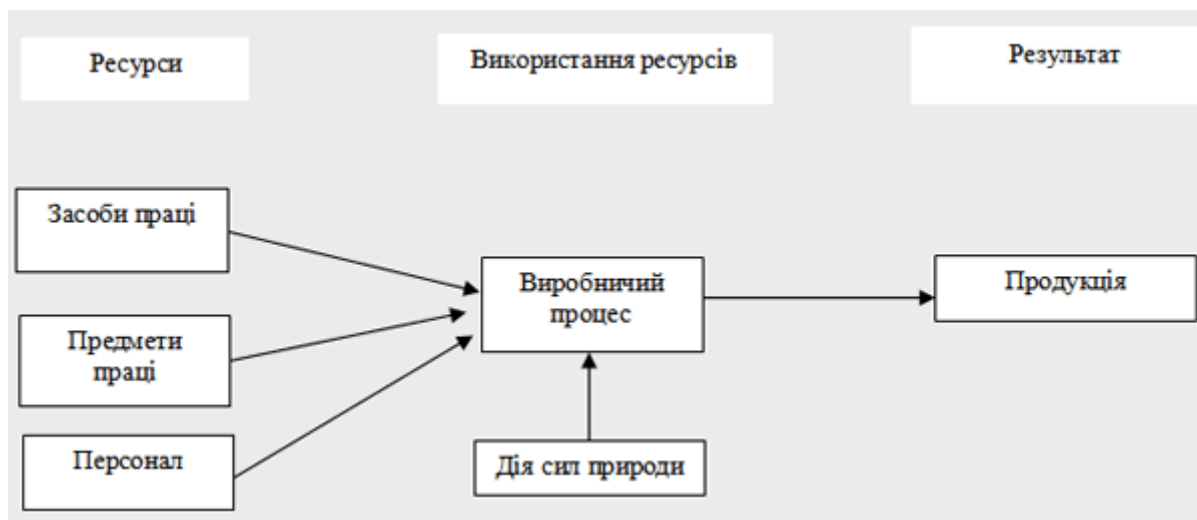 Ресурси
Використання ресурсів
Результат
Засоби праці
Предмети
праці
Персонал
Виробничий
процес
Дія сил природи
Продукція